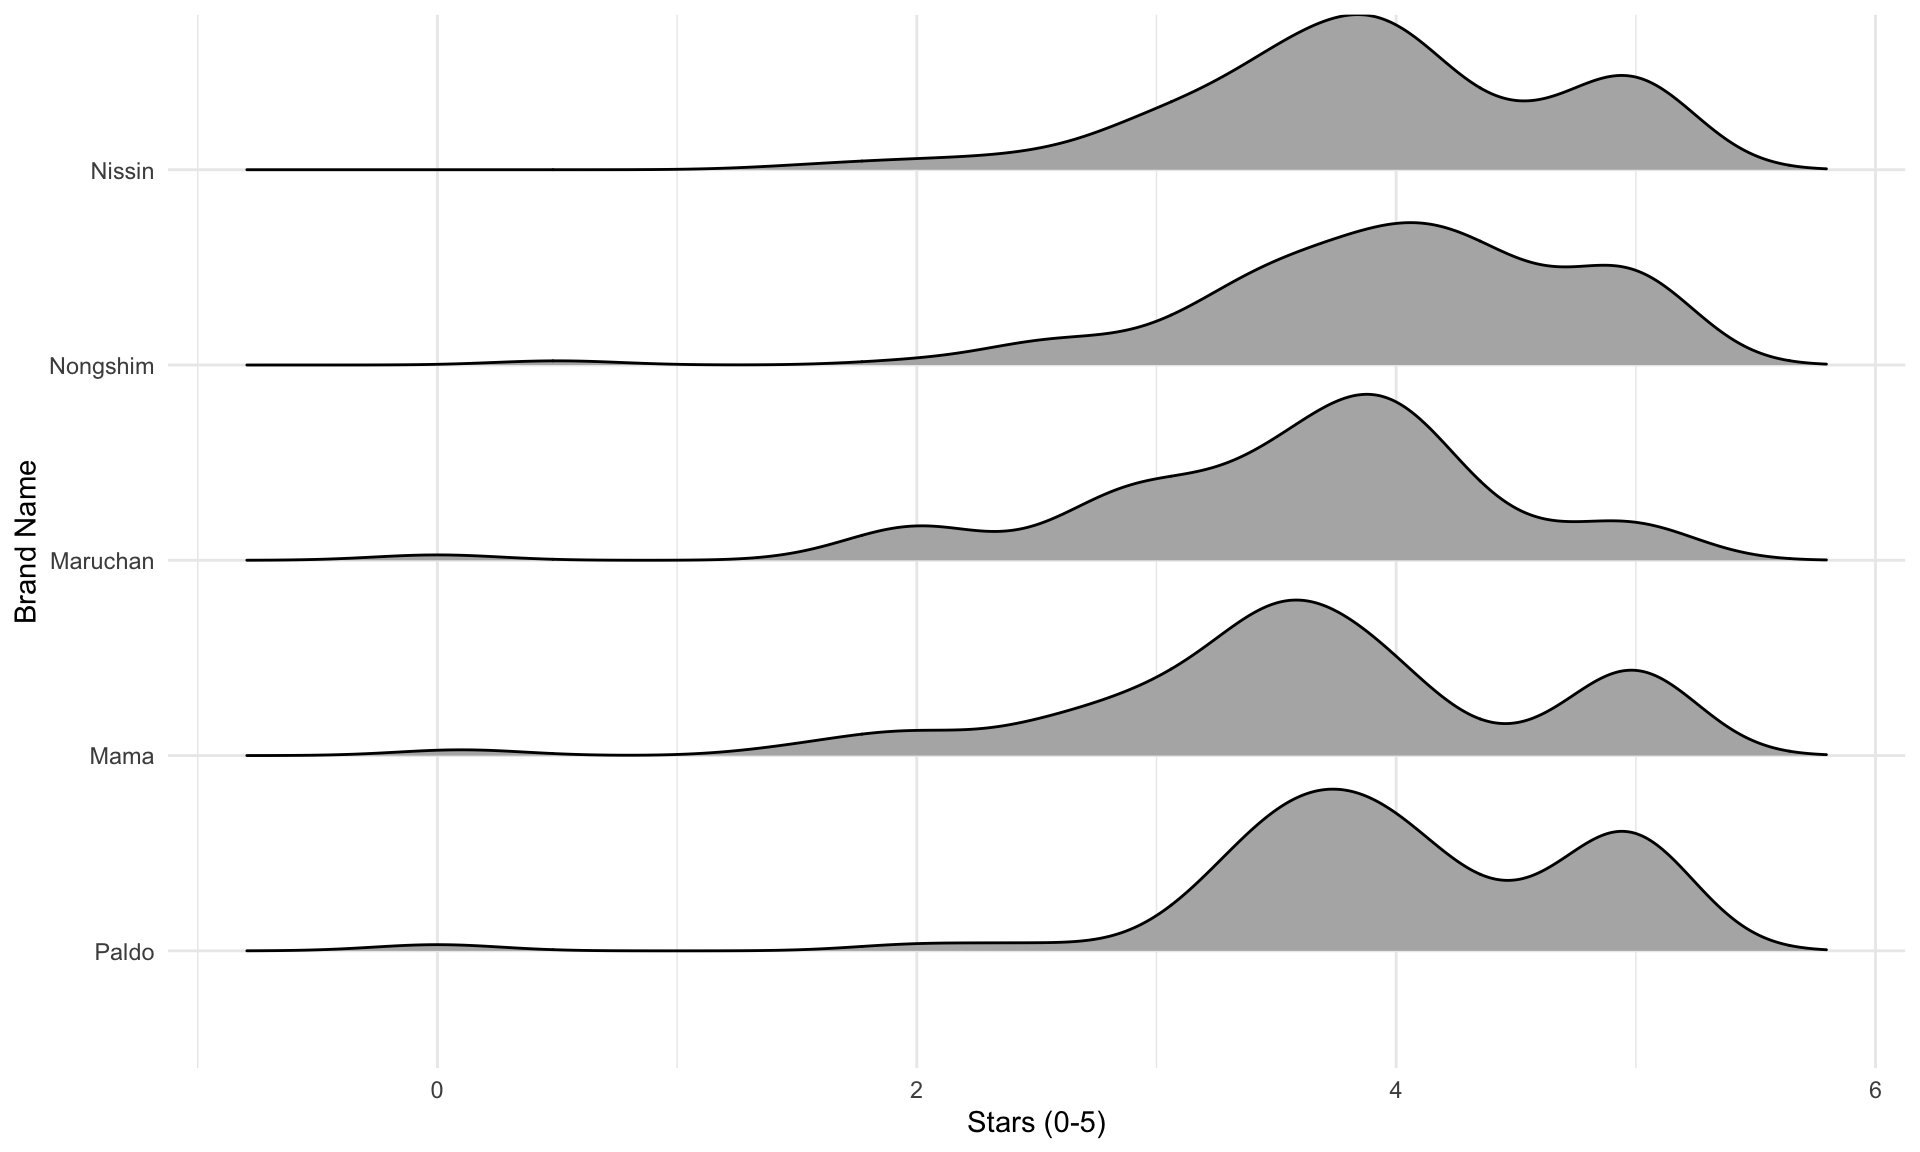 Nissin
Nongshim
Maruchan
Mama
Paldo
Brand Name
0 2 4 6
Stars (0-5)